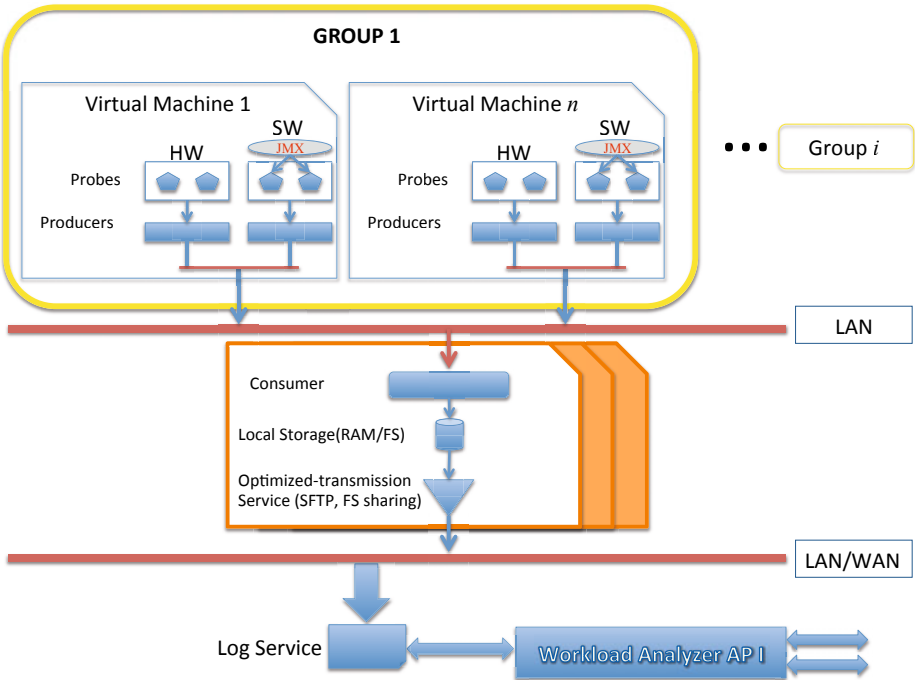 GROUP 1
Virtual Machine 1
Virtual Machine n
SW
SW
JMX
JMX
HW
HW
Group i
Probes
Probes
Producers
Producers
LAN
Consumer
Local Storage(RAM/FS)
Optimized-transmission
Service (SFTP, FS sharing)
LAN/WAN
Log Service
Workload Analyzer AP I